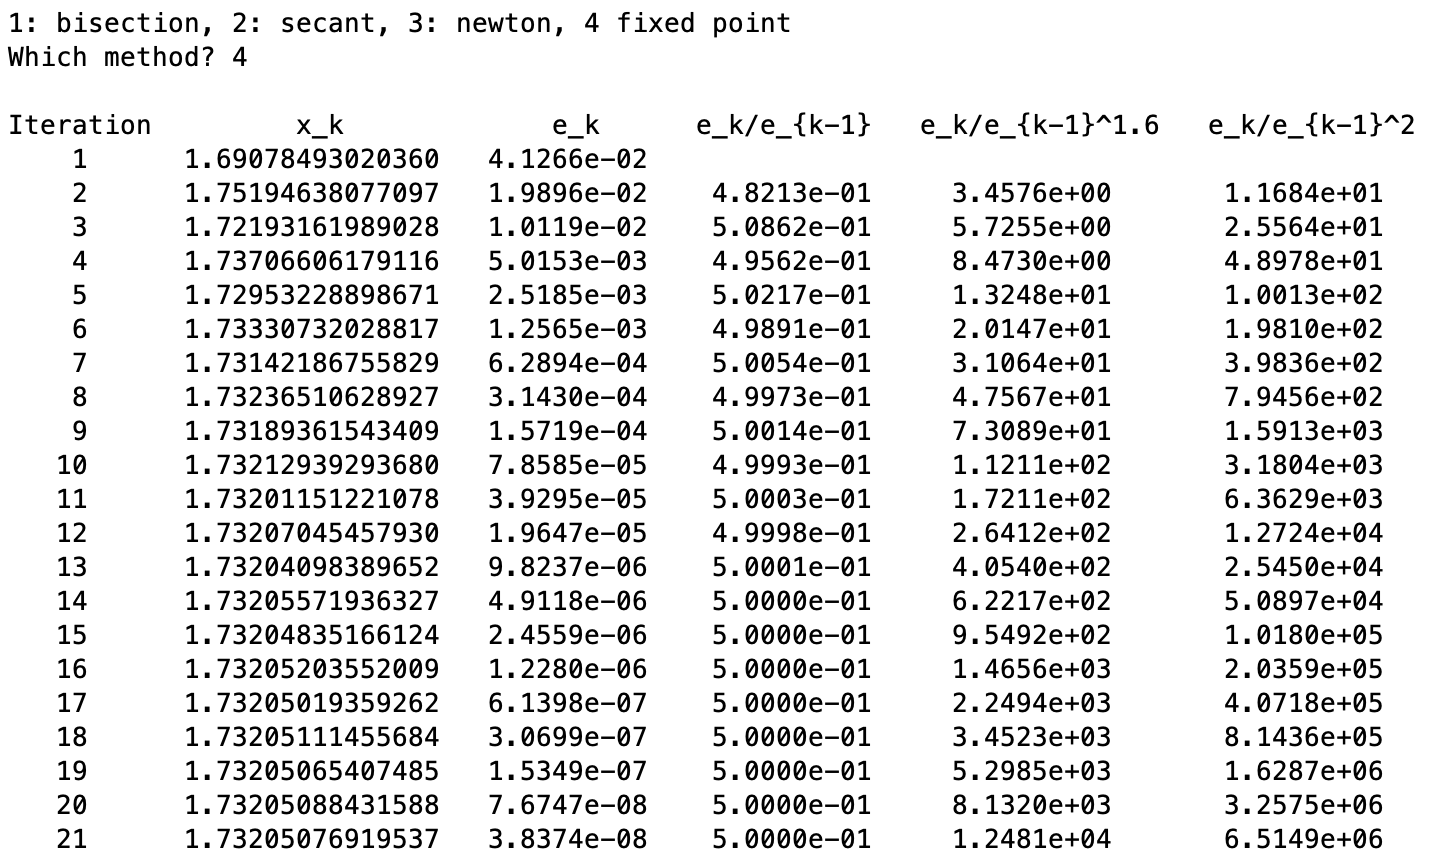 1: bisection, 2: secant, 3: newton, 4 fixed point
Which method? 4
Iteration x_k e_k e_k/e_{k-1} e_k/e_{k-1}^1.6 e_k/e_{k-1}^2
1 1.69078493020360 4.1266e-02
2 1.75194638077097 1.9896e-02 4.8213e-01 3.4576e+00 1.1684e+01
3 1.72193161989028 1.0119e-02 5.0862e-01 5.7255e+00 2.5564e+01
4 1.73706606179116 5.0153e-03 4.9562e-01 8.4730e+00 4.8978e+01
5 1.72953228898671 2.5185e-03 5.0217e-01 1.3248e+01 1.0013e+02
6 1.73330732028817 1.2565e-03 4.9891e-01 2.0147e+01 1.9810e+02
7 1.73142186755829 6.2894e-04 5.0054e-01 3.1064e+01 3.9836e+02
8 1.73236510628927 3.1430e-04 4.9973e-01 4.7567e+01 7.9456e+02
9 1.73189361543409 1.5719e-04 5.0014e-01 7.3089e+01 1.5913e+03
10 1.73212939293680 7.8585e-05 4.9993e-01 1.1211e+02 3.1804e+03
11 1.73201151221078 3.9295e-05 5.0003e-01 1.7211e+02 6.3629e+03
12 1.73207045457930 1.9647e-05 4.9998e-01 2.6412e+02 1.2724e+04
13 1.73204098389652 9.8237e-06 5.0001e-01 4.0540e+02 2.5450e+04
14 1.73205571936327 4.9118e-06 5.0000e-01 6.2217e+02 5.0897e+04
15 1.73204835166124 2.4559e-06 5.0000e-01 9.5492e+02 1.0180e+05
16 1.73205203552009 1.2280e-06 5.0000e-01 1.4656e+03 2.0359e+05
17 1.73205019359262 6.1398e-07 5.0000e-01 2.2494e+03 4.0718e+05
18 1.73205111455684 3.0699e-07 5.0000e-01 3.4523e+03 8.1436e+05
19 1.73205065407485 1.5349e-07 5.0000e-01 5.2985e+03 1.6287e+06
20 1.73205088431588 7.6747e-08 5.0000e-01 8.1320e+03 3.2575e+06
21 1.73205076919537 3.8374e-08 5.0000e-01 1.2481e+04 6.5149e+06